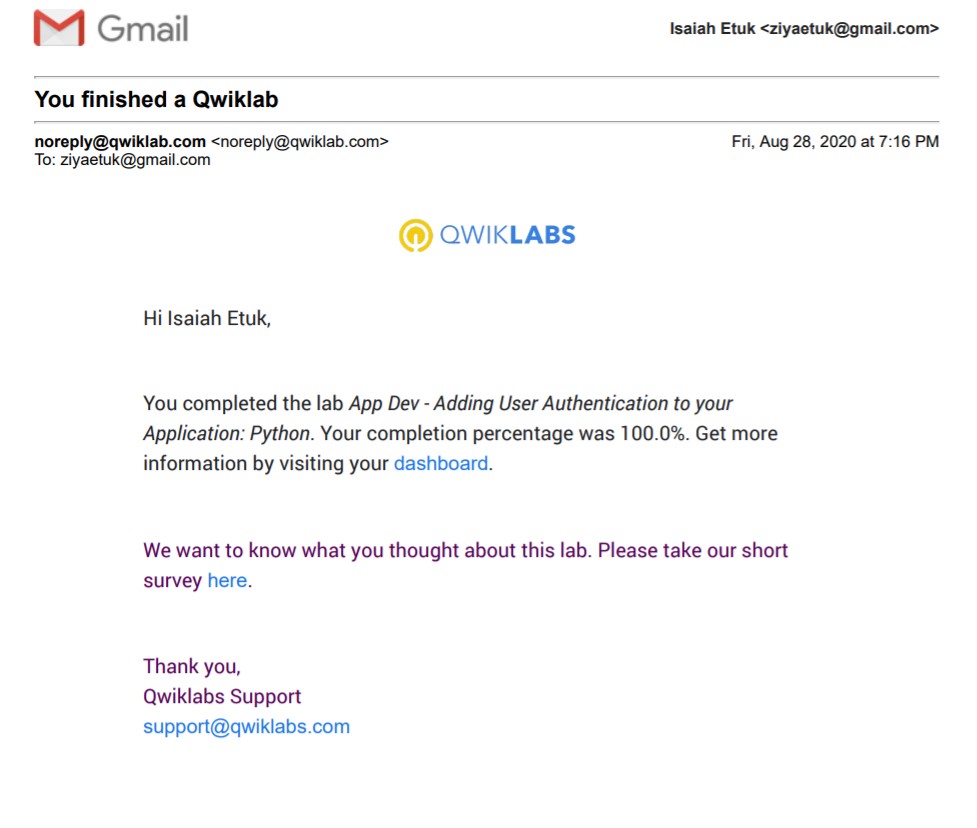 Gmail
Isaiah Etuk <ziyaetuk@gmail.com>
You finished a Qwiklab
noreply@qwiklab.com <noreply@qwiklab.com>
Fri, Aug 28, 2020 at 7:16 PM
To: ziyaetuk@gmail.com
QWIKLABS
Hi Isaiah Etuk,
You completed the lab App Dev - Adding User Authentication to your
Application: Python. Your completion percentage was 100.0%. Get more
information by visiting your dashboard.
We want to know what you thought about this lab. Please take our short
survey here.
Thank you,
Qwiklabs Support
support@qwiklabs.com